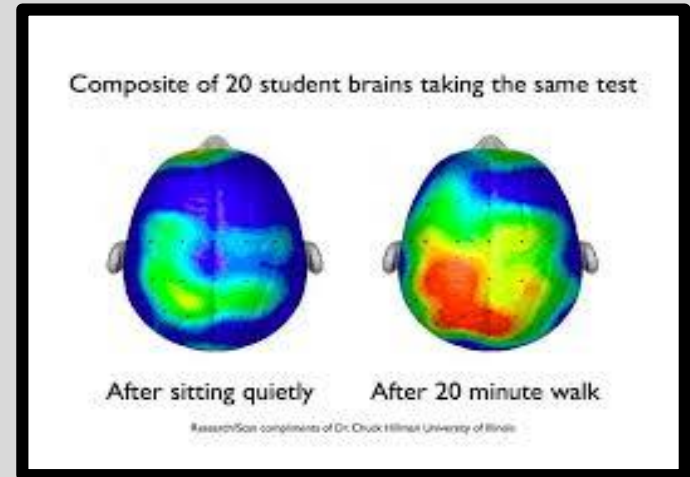 Composite of 20 student brains taking the same test
After sitting quietly
After 20 minute walk
Research/Scan compliments of Dr. Chuck Hillman University of Illinois